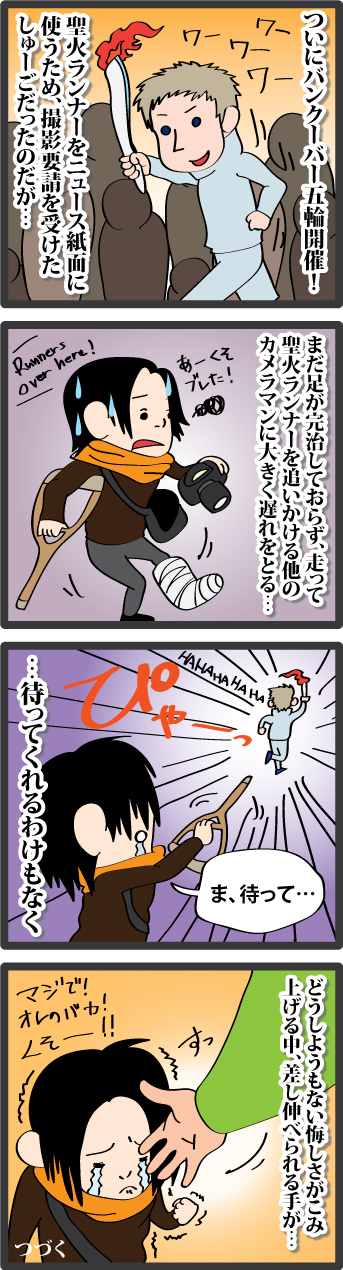 ついにバンクーバー五輪開催！
ワー
ワー
ワー
聖火ランナーをニュース紙面に
使うため、撮影要請を受けた
しゅーごだったのだが…
まだ足が完治しておらず、走って
聖火ランナーを追いかける他の
カメラマンに大きく遅れをとる…
あーくそ
ブレた！
Runners
over here!
HAHAHAHAHA
ぴゅーっ
ま、待って…
…待ってくれるわけもなく
どうしようもない悔しさがこみ
上げる中、差し伸べられる手が…
すっ
マジで！
オレのバカ！
くそー!!
つづく